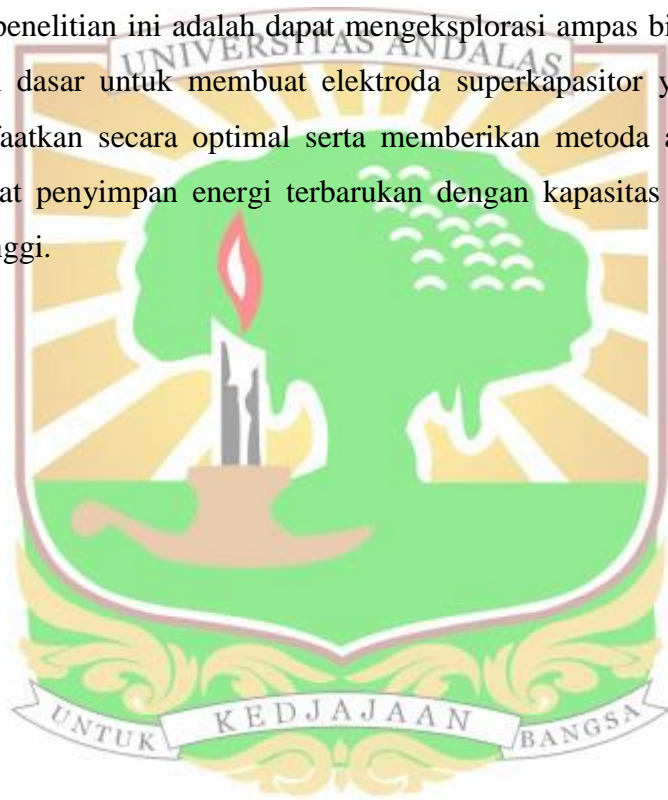 penelitian ini adalah dapat mengeksplorasi ampas bi
UNIVERSITAS ANDALAS
dasar untuk membuat elektroda superkapasitor y
faatkan secara optimal serta memberikan metoda a
at penyimpan energi terbarukan dengan kapasitas
nggi.
UNTUK KEDJAJAAN BANGSA